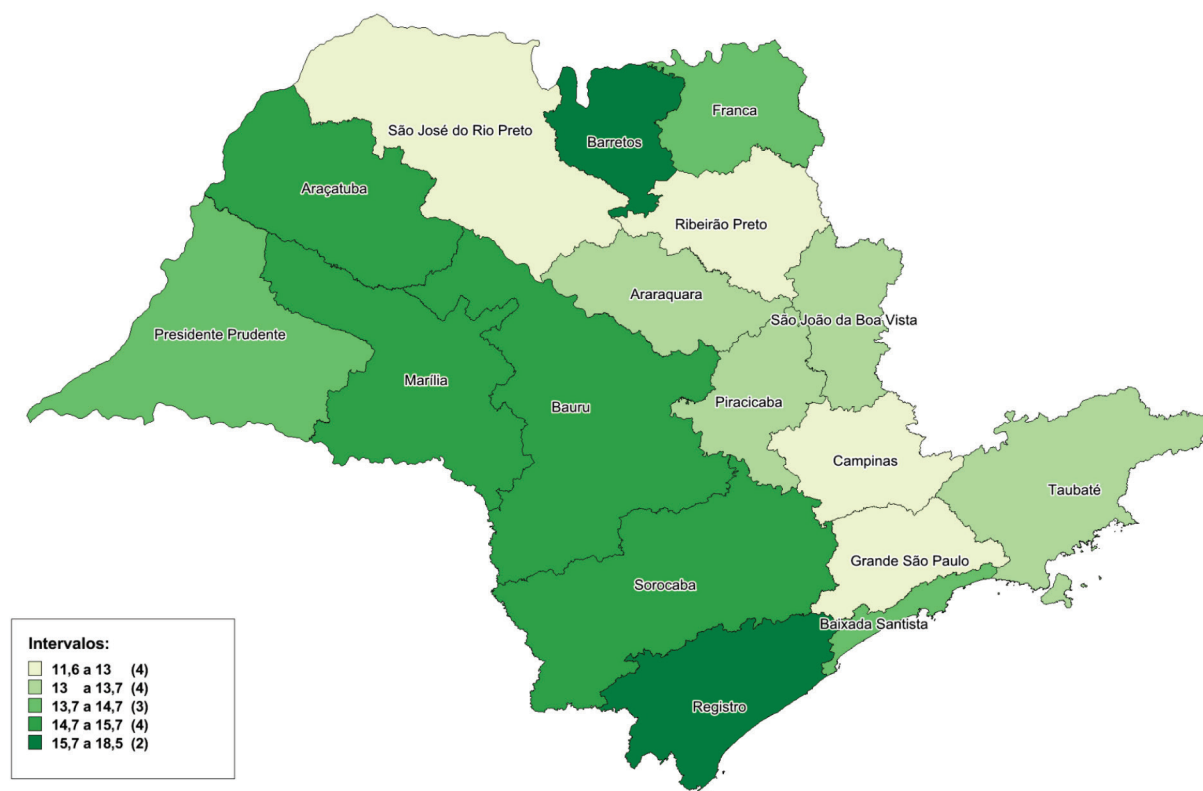 Franca
São José do Rio Preto
Barretos
Araçatuba
Ribeirão Preto
Araraquara
São João da Boa Vista
Presidente Prudente
Marília
Piracicaba
Bauru
Campinas
Taubaté
Grande São Paulo
Sorocaba
Baixada Santista
Registro
Intervalos:
11,6 a 13 (4)
13 a 13,7 (4)
13,7 a 14,7 (3)
14,7 a 15,7 (4)
15,7 a 18,5 (2)